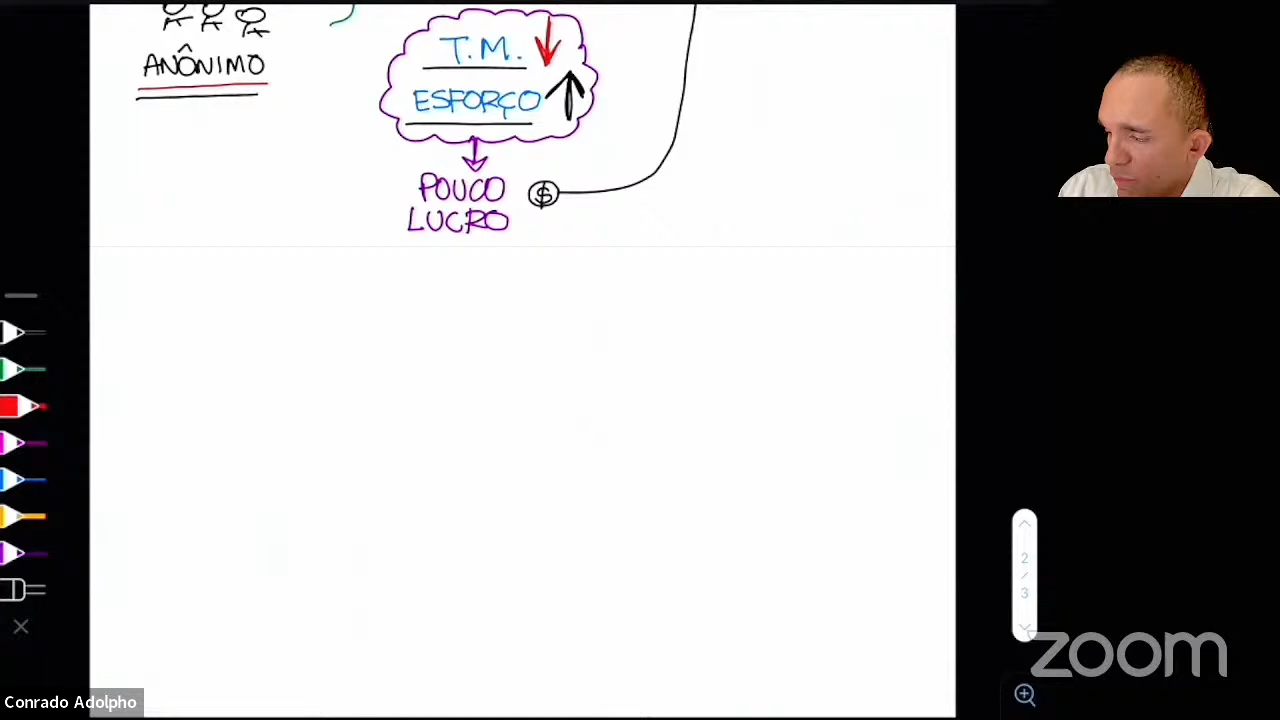 ANÔNIMO
T.M.
ESFORÇO
POUCO
LUCRO
$
2
/
3
zoom
Conrado Adolpho